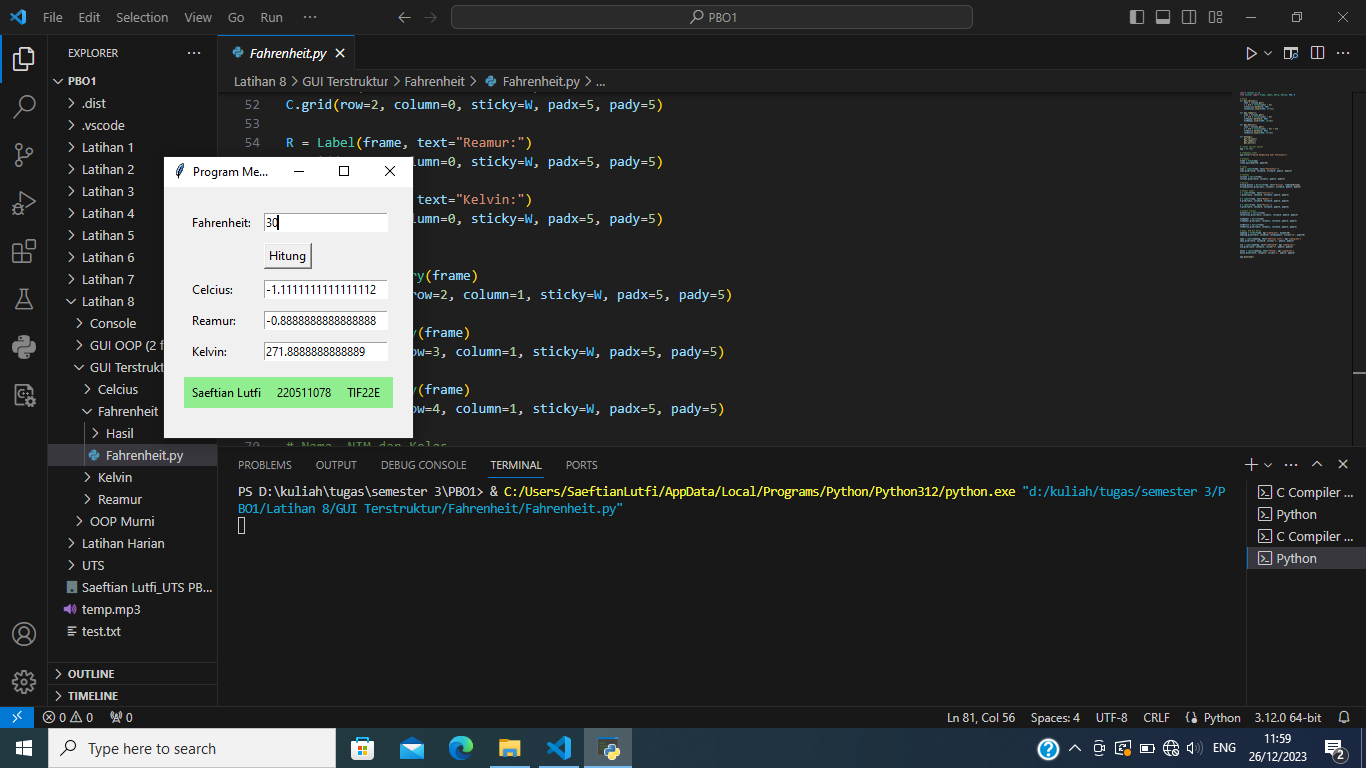 File Edit Selection View Go Run ··· PBO1
EXPLORER ···
PBO1
.dist
.vscode
Latihan 1
Latihan 2
Latihan 3
Latihan 4
Latihan 5
Latihan 6
Latihan 7
Latihan 8
Console
GUI OOP (2 f
GUI Terstrukt
Celcius
Fahrenheit
Hasil
Fahrenheit.py
Kelvin
Reamur
OOP Murni
Latihan Harian
UTS
Saeftian Lutfi_UTS PB...
temp.mp3
test.txt
OUTLINE
TIMELINE
Fahrenheit.py
Latihan 8 > GUI Terstruktur > Fahrenheit > Fahrenheit.py > ...
52 C.grid(row=2, column=0, sticky=W, padx=5, pady=5)
53
54 R = Label(frame, text="Reamur:")
column=0, sticky=W, padx=5, pady=5)
text="Kelvin:")
column=0, sticky=W, padx=5, pady=5)
(frame)
row=2, column=1, sticky=W, padx=5, pady=5)
(frame)
row=3, column=1, sticky=W, padx=5, pady=5)
(frame)
row=4, column=1, sticky=W, padx=5, pady=5)
70 # Nama, NIM dan Kelas
Program Me...
Fahrenheit: 30
Hitung
Celcius: -1.1111111111111112
Reamur: -0.8888888888888888
Kelvin: 271.8888888888889
Saeftian Lutfi 220511078 TIF22E
PROBLEMS OUTPUT DEBUG CONSOLE TERMINAL PORTS
PS D:\kuliah\tugas\semester 3\PBO1> & C:/Users/SaeftianLutfi/AppData/Local/Programs/Python/Python312/python.exe "d:/kuliah/tugas/semester 3/P
BO1/Latihan 8/GUI Terstruktur/Fahrenheit/Fahrenheit.py"
C Compiler ...
Python
C Compiler ...
Python
0 0 0 Ln 81, Col 56 Spaces: 4 UTF-8 CRLF Python 3.12.0 64-bit
Type here to search
ENG
11:59
26/12/2023
2